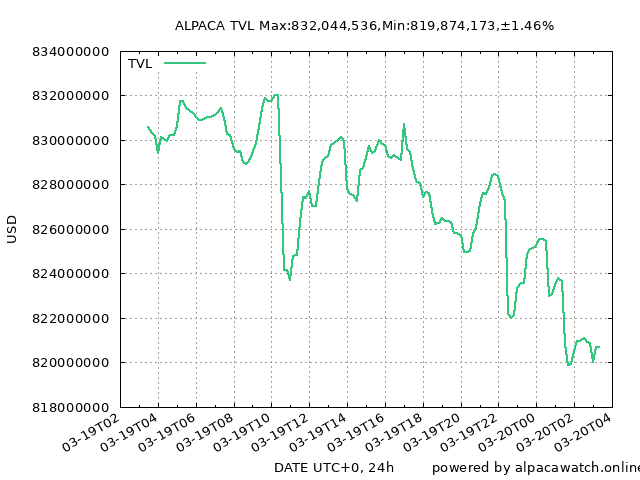 ALPACA TVL Max:832,044,536,Min:819,874,173,±1.46%
834000000
832000000
830000000
828000000
826000000
824000000
822000000
820000000
818000000
USD
TVL
03-19T02
03-19T04
03-19T06
03-19T08
03-19T10
03-19T12
03-19T14
03-19T16
03-19T18
03-19T20
03-19T22
03-20T00
03-20T02
03-20T04
DATE UTC+0, 24h
powered by alpacawatch.online